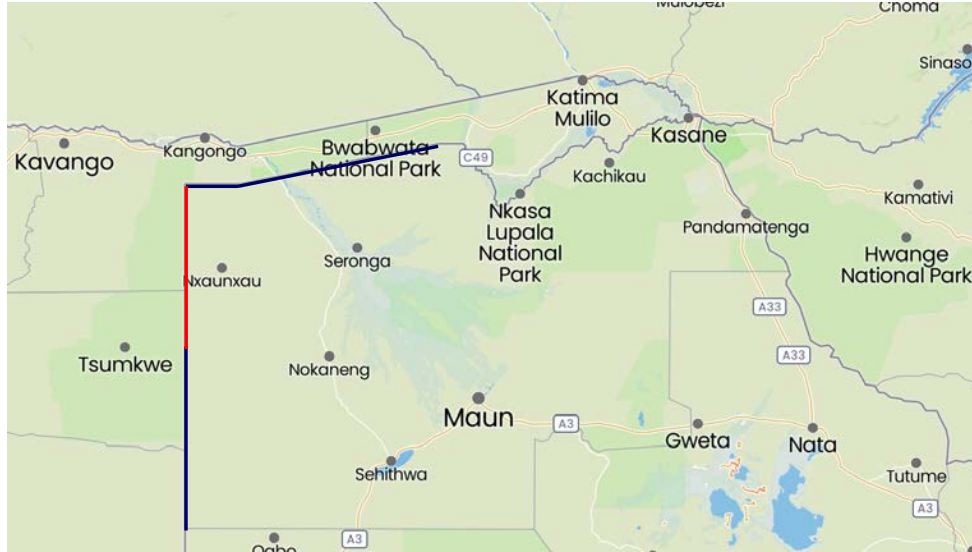 Mulobezi
Choma
Sinaso
Katima
Mulilo
Kasane
Kavango
Kangongo
Bwabwata
National Park
C49
Kachikau
Kamativi
Nkasa
Lupala
National
Park
Pandamatenga
Hwange
National Park
Seronga
Nxaunxau
A33
Tsumkwe
Nokaneng
A33
Maun
A3
Gweta
Nata
Sehithwa
Tutume
A3
A3